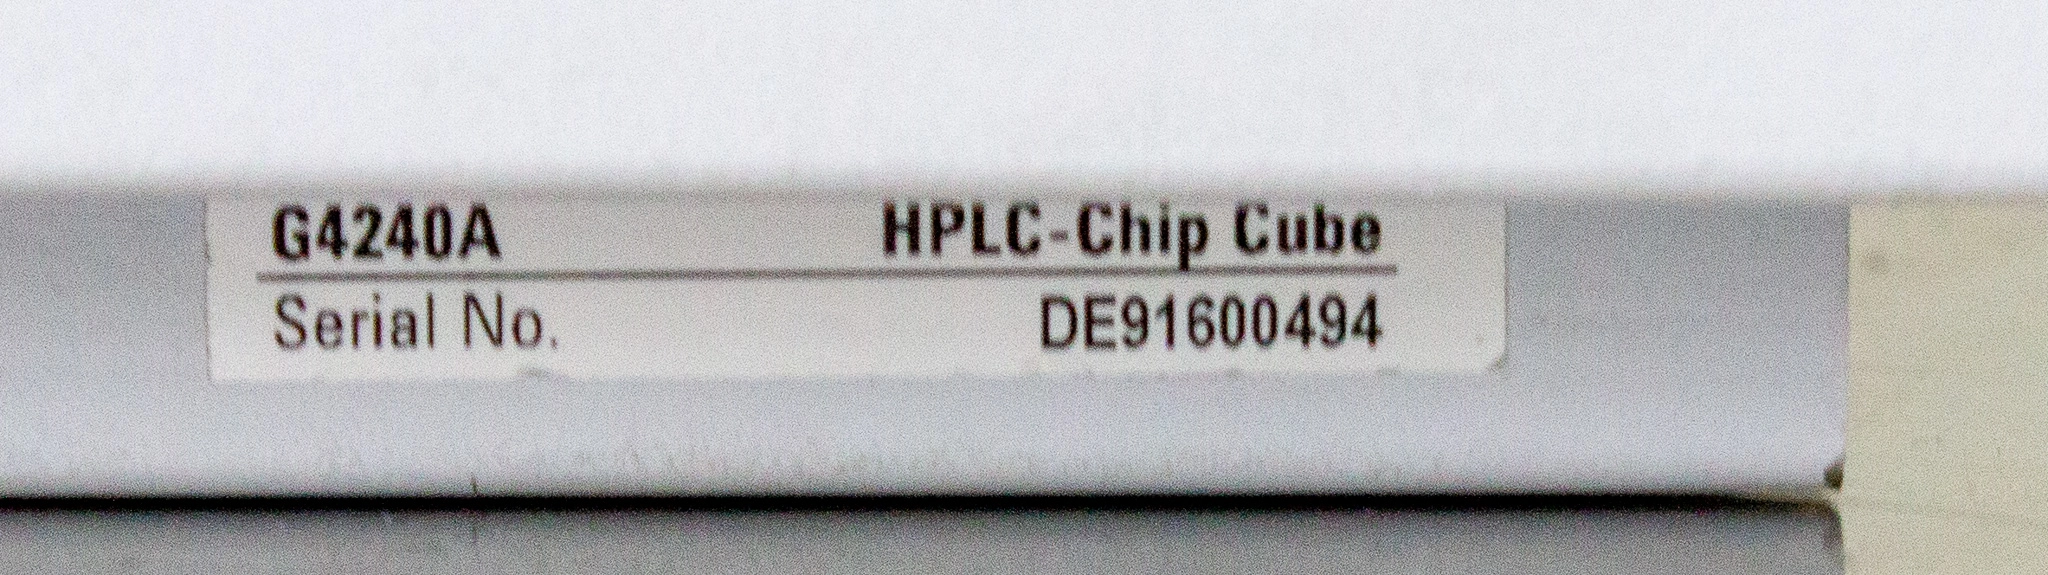 G4240A HPLC-Chip Cube
Serial No. DE91600494